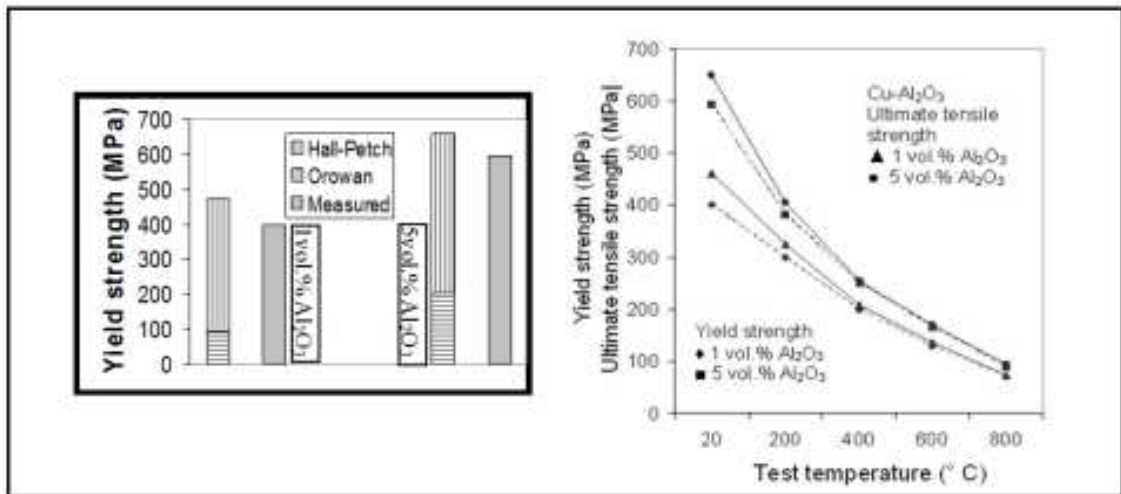 Yield strength (MPa)
700
600
500
400
300
200
100
0
Hall-Petch
Orowan
Measured
1vol.%Al₂O₃
5vol.%Al₂O₃
Yield strength (MPa)
Ultimate tensile strength (MPa)
700
600
500
400
300
200
100
0
Cu-Al₂O₃
Ultimate tensile
strength
▲ 1 vol.% Al₂O₃
● 5 vol.% Al₂O₃
Yield strength
◆ 1 vol.% Al₂O₃
■ 5 vol.% Al₂O₃
20 200 400 600 800
Test temperature (° C)